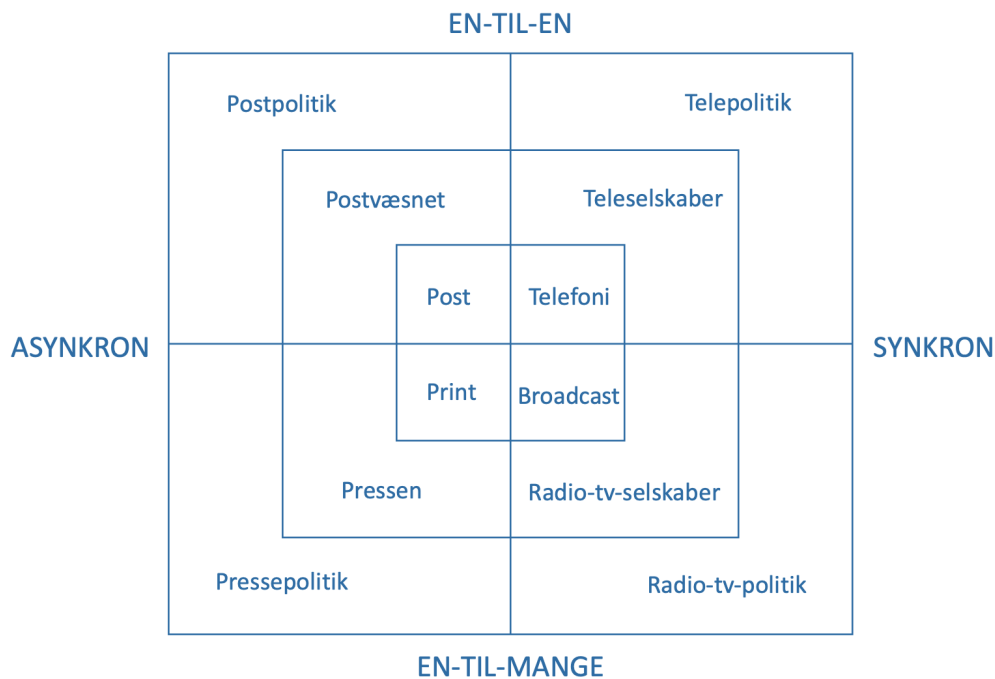 EN-TIL-EN
Postpolitik
Telepolitik
Postvæsnet
Teleselskaber
Post
Telefoni
ASYNKRON
SYNKRON
Print
Broadcast
Pressen
Radio-tv-selskaber
Pressepolitik
Radio-tv-politik
EN-TIL-MANGE